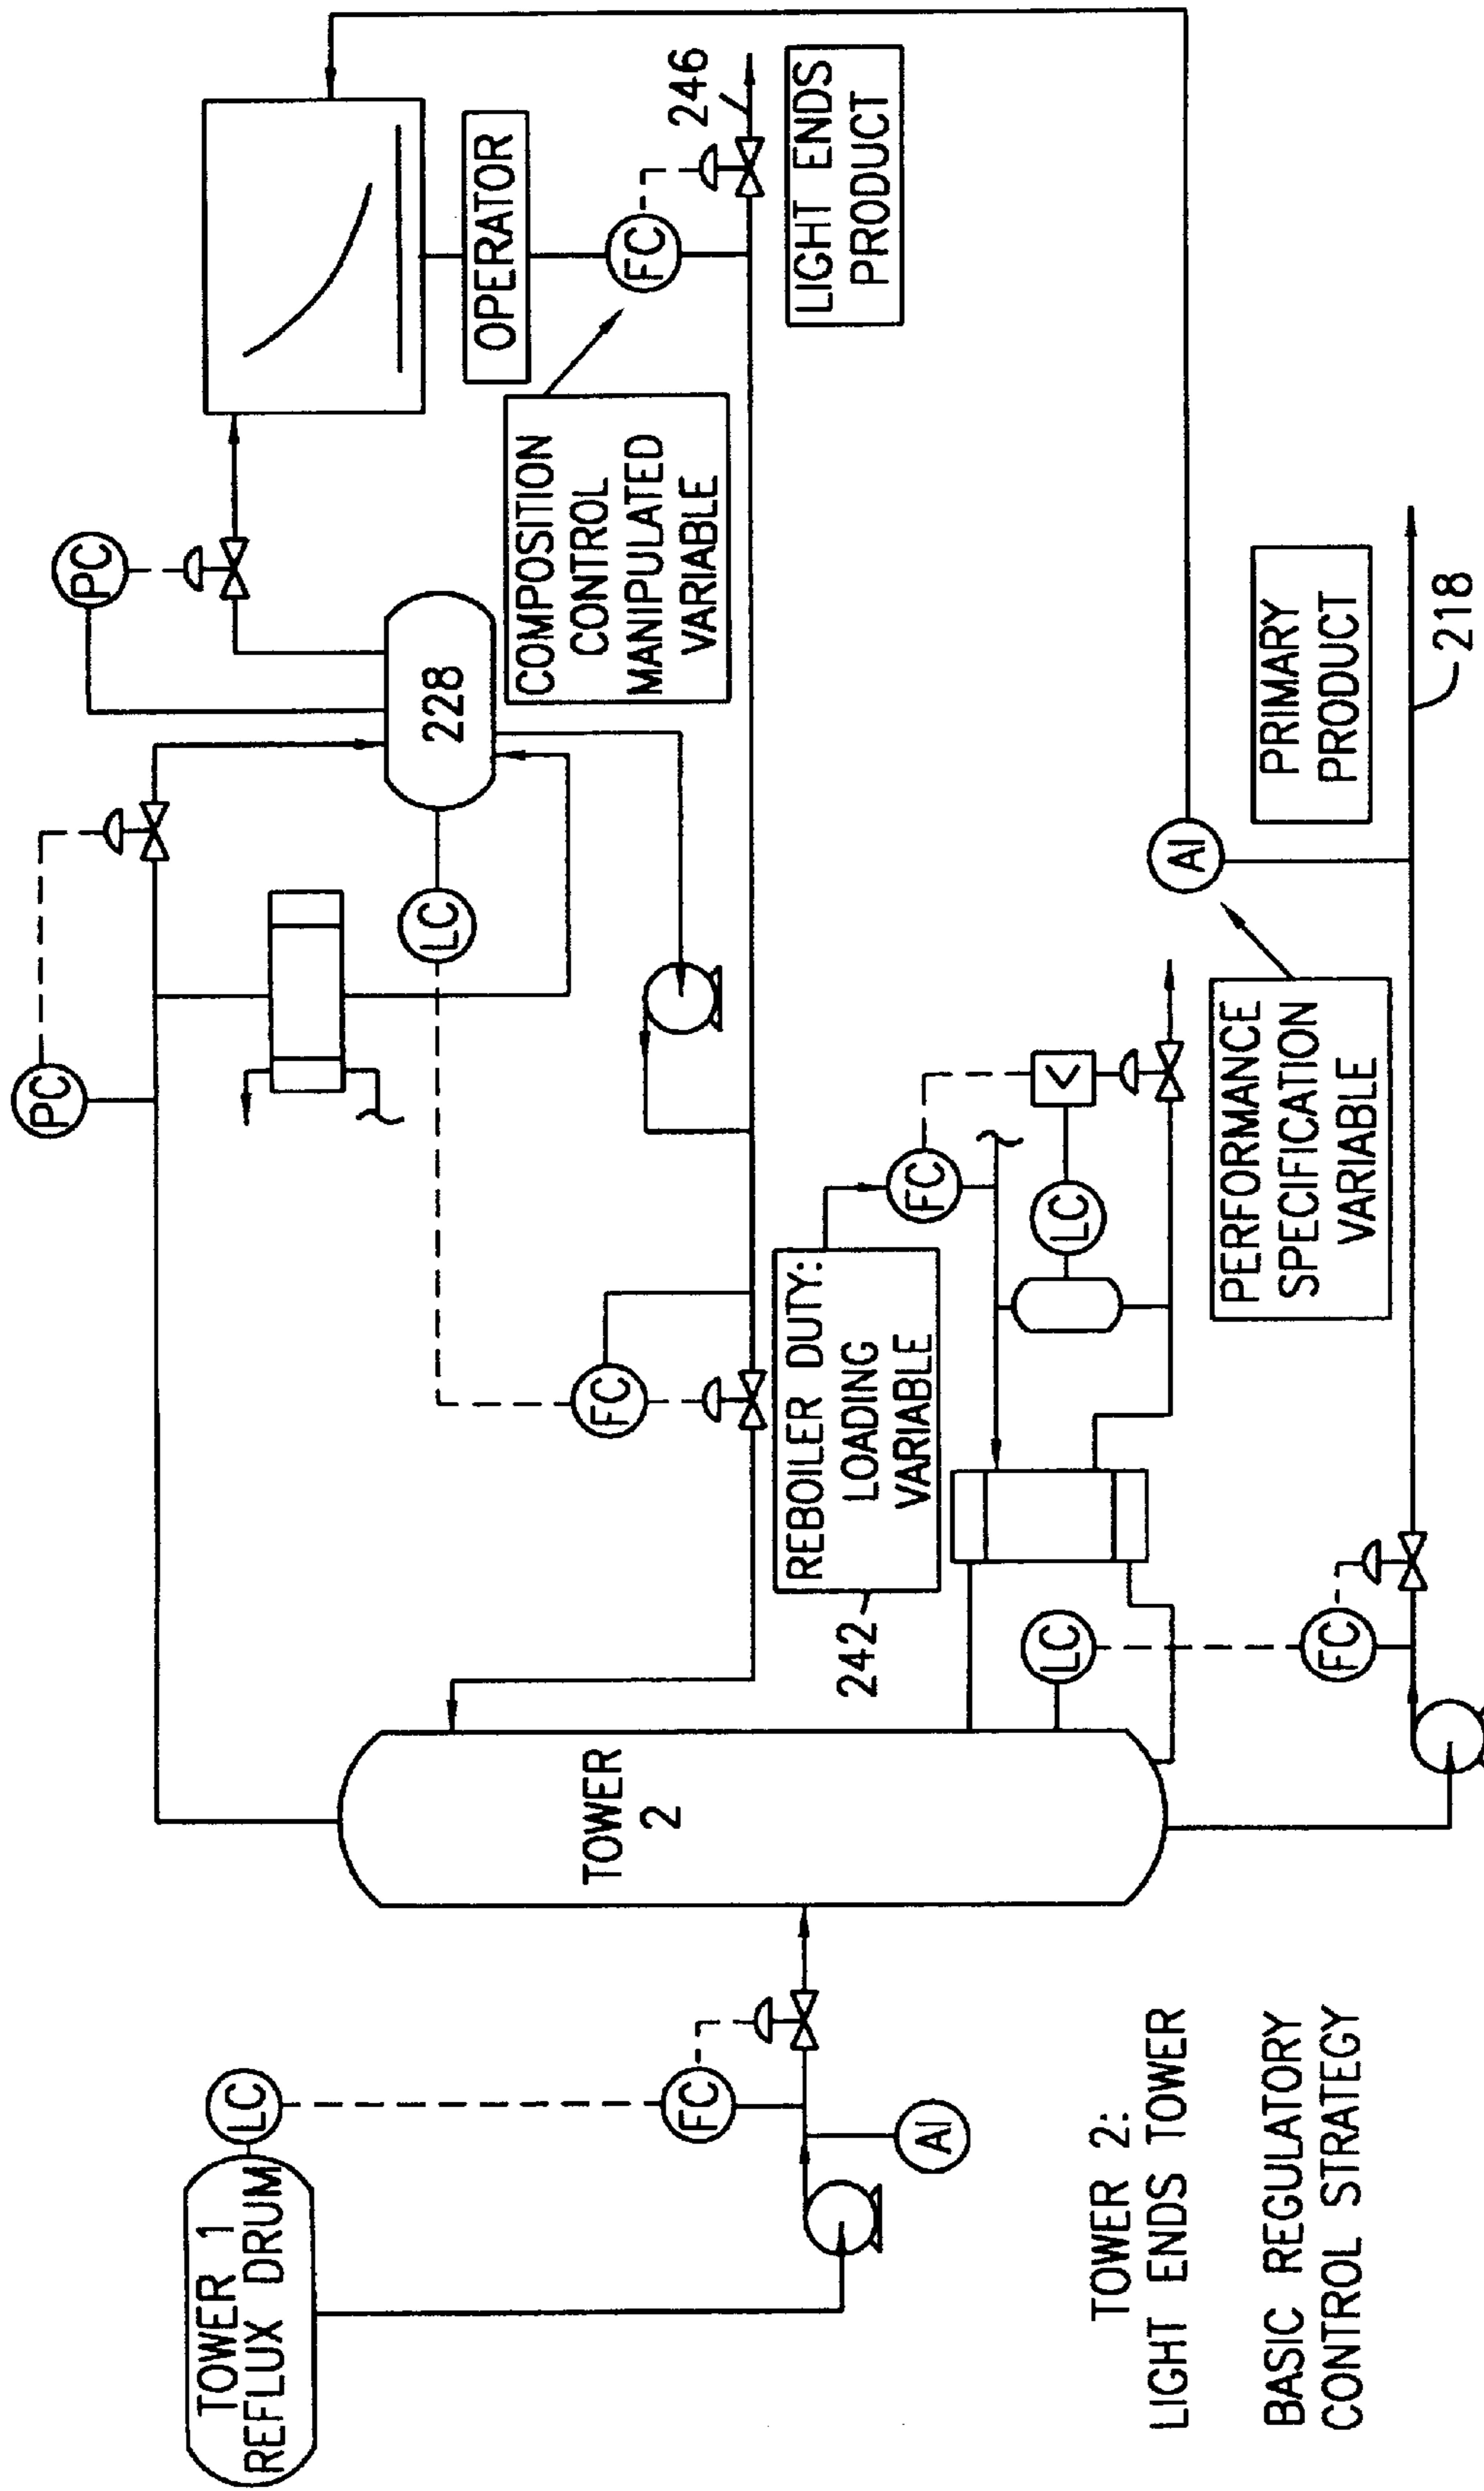 TOWER 1
REFLUX DRUM
LC
FC
AI
TOWER
2
PC
PC
LC
228
FC
OPERATOR
FC
246
COMPOSITION
CONTROL
MANIPULATED
VARIABLE
LIGHT ENDS
PRODUCT
REBOILER DUTY:
LOADING
VARIABLE
242
FC
<
LC
LC
FC
AI
PERFORMANCE
SPECIFICATION
VARIABLE
PRIMARY
PRODUCT
218
TOWER 2:
LIGHT ENDS TOWER
BASIC REGULATORY
CONTROL STRATEGY